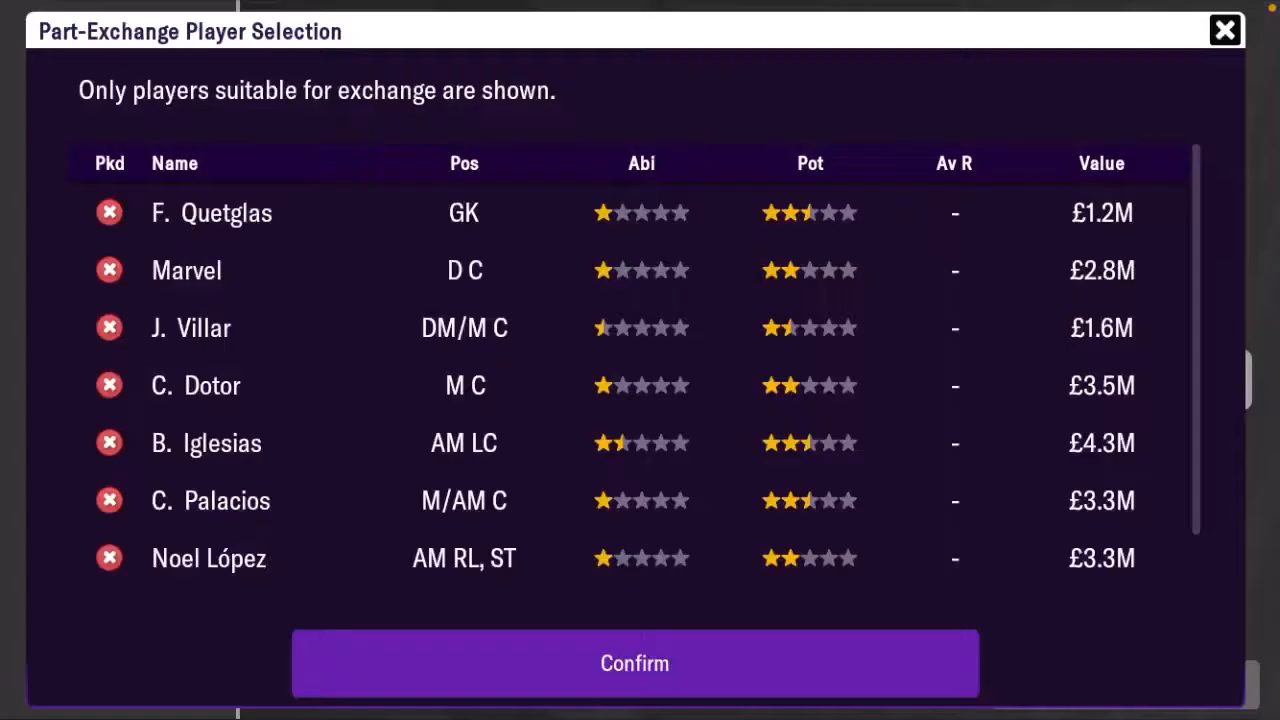 Part-Exchange Player Selection
Only players suitable for exchange are shown.
Pkd Name Pos Abi Pot Av R Value
F. Quetglas GK - £1.2M
Marvel D C - £2.8M
J. Villar DM/M C - £1.6M
C. Dotor M C - £3.5M
B. Iglesias AM LC - £4.3M
C. Palacios M/AM C - £3.3M
Noel López AM RL, ST - £3.3M
Confirm